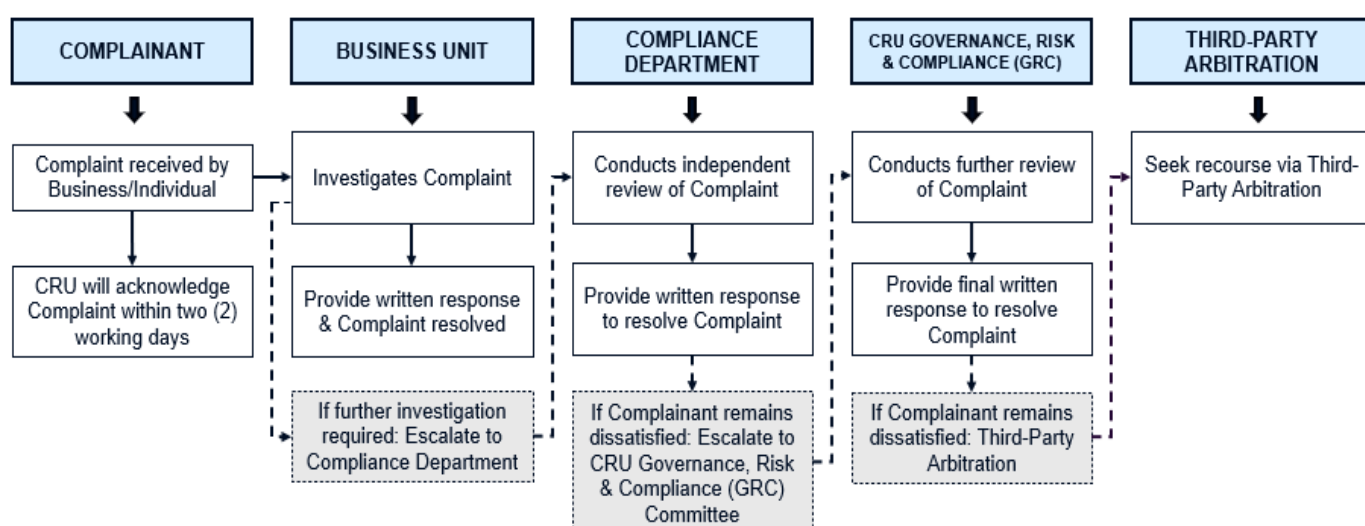 COMPLAINANT
BUSINESS UNIT
COMPLIANCE
DEPARTMENT
CRU GOVERNANCE, RISK
& COMPLIANCE (GRC)
THIRD-PARTY
ARBITRATION
Complaint received by
Business/Individual
Investigates Complaint
Conducts independent
review of Complaint
Conducts further review
of Complaint
Seek recourse via Third-
Party Arbitration
CRU will acknowledge
Complaint within two (2)
working days
Provide written response
& Complaint resolved
Provide written response
to resolve Complaint
Provide final written
response to resolve
Complaint
If further investigation
required: Escalate to
Compliance Department
If Complainant remains
dissatisfied: Escalate to
CRU Governance, Risk
& Compliance (GRC)
Committee
If Complainant remains
dissatisfied: Third-Party
Arbitration